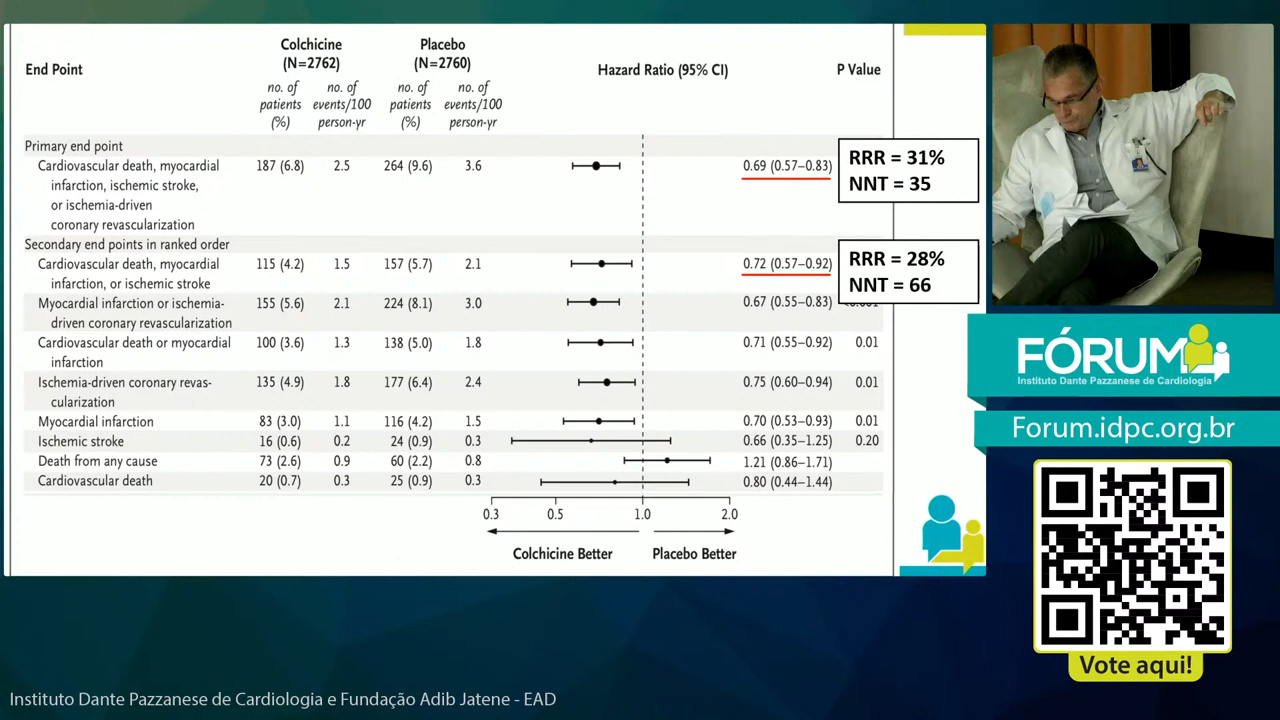 Colchicine
(N=2762)
Placebo
(N=2760)
End Point
Hazard Ratio (95% CI)
P Value
no. of
patients
(%)
no. of
events/100
person-yr
no. of
patients
(%)
no. of
events/100
person-yr
Primary end point
Cardiovascular death, myocardial 187 (6.8) 2.5 264 (9.6) 3.6 0.69 (0.57–0.83)
infarction, ischemic stroke,
or ischemia-driven
coronary revascularization
RRR = 31%
NNT = 35
Secondary end points in ranked order
Cardiovascular death, myocardial 115 (4.2) 1.5 157 (5.7) 2.1 0.72 (0.57–0.92)
infarction, or ischemic stroke
RRR = 28%
NNT = 66
Myocardial infarction or ischemia- 155 (5.6) 2.1 224 (8.1) 3.0 0.67 (0.55–0.83)
driven coronary revascularization
Cardiovascular death or myocardial 100 (3.6) 1.3 138 (5.0) 1.8 0.71 (0.55–0.92) 0.01
infarction
Ischemia-driven coronary revas- 135 (4.9) 1.8 177 (6.4) 2.4 0.75 (0.60–0.94) 0.01
cularization
Myocardial infarction 83 (3.0) 1.1 116 (4.2) 1.5 0.70 (0.53–0.93) 0.01
Ischemic stroke 16 (0.6) 0.2 24 (0.9) 0.3 0.66 (0.35–1.25) 0.20
Death from any cause 73 (2.6) 0.9 60 (2.2) 0.8 1.21 (0.86–1.71)
Cardiovascular death 20 (0.7) 0.3 25 (0.9) 0.3 0.80 (0.44–1.44)
0.3 0.5 1.0 2.0
Colchicine Better Placebo Better
FÓRUM
Instituto Dante Pazzanese de Cardiologia
Forum.idpc.org.br
Vote aqui!
Instituto Dante Pazzanese de Cardiologia e Fundação Adib Jatene - EAD